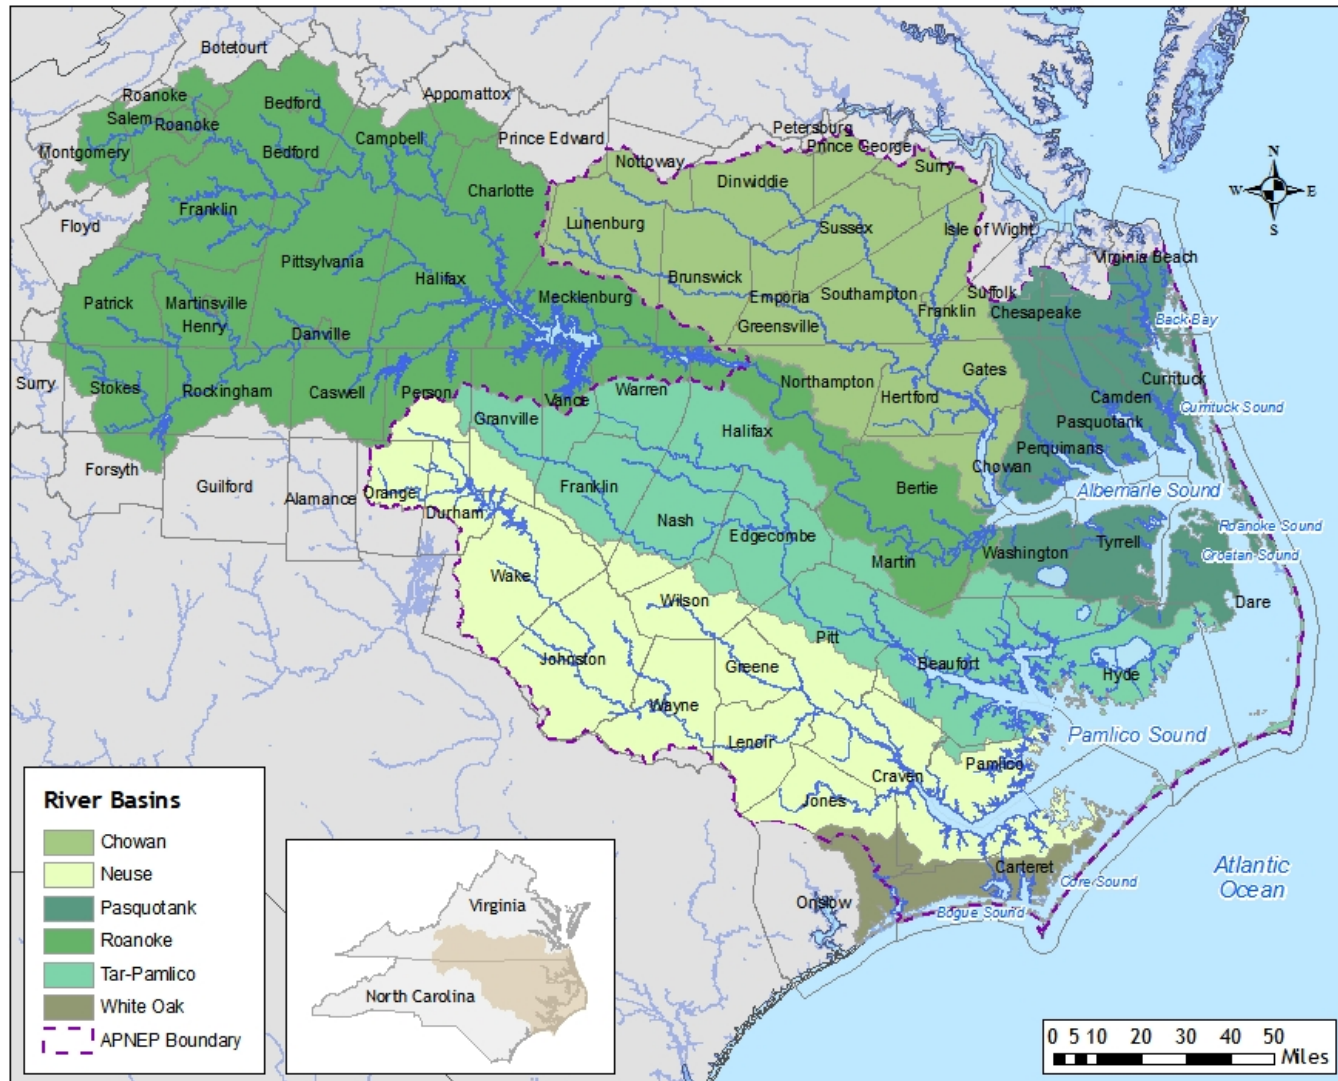 Botetourt
Roanoke
Bedford
Appomattox
Salem
Roanoke
Campbell
Prince Edward
Petersburg
Prince George
Montgomery
Bedford
Nottoway
Surry
N
W
E
S
Charlotte
Dinwiddie
Franklin
Floyd
Lunenburg
Sussex
Isle of Wight
Pittsylvania
Halifax
Brunswick
Virginia Beach
Patrick
Martinsville
Henry
Mecklenburg
Emporia
Southampton
Suffolk
Franklin
Chesapeake
Greensville
Danville
Back Bay
Surry
Stokes
Rockingham
Caswell
Person
Vance
Warren
Northampton
Gates
Currituck
Hertford
Camden
Currituck Sound
Granville
Halifax
Pasquotank
Perquimans
Forsyth
Guilford
Alamance
Orange
Durham
Franklin
Bertie
Chowan
Albemarle Sound
Nash
Edgecombe
Roanoke Sound
Washington
Tyrrell
Croatan Sound
Martin
Wake
Wilson
Dare
Pitt
Johnston
Greene
Beaufort
Hyde
Wayne
Lenoir
Pamlico Sound
Pamlico
Craven
Jones
Carteret
Core Sound
Atlantic
Ocean
Onslow
Bogue Sound
River Basins
Chowan
Neuse
Pasquotank
Roanoke
Tar-Pamlico
White Oak
APNEP Boundary
Virginia
North Carolina
0 5 10 20 30 40 50
Miles